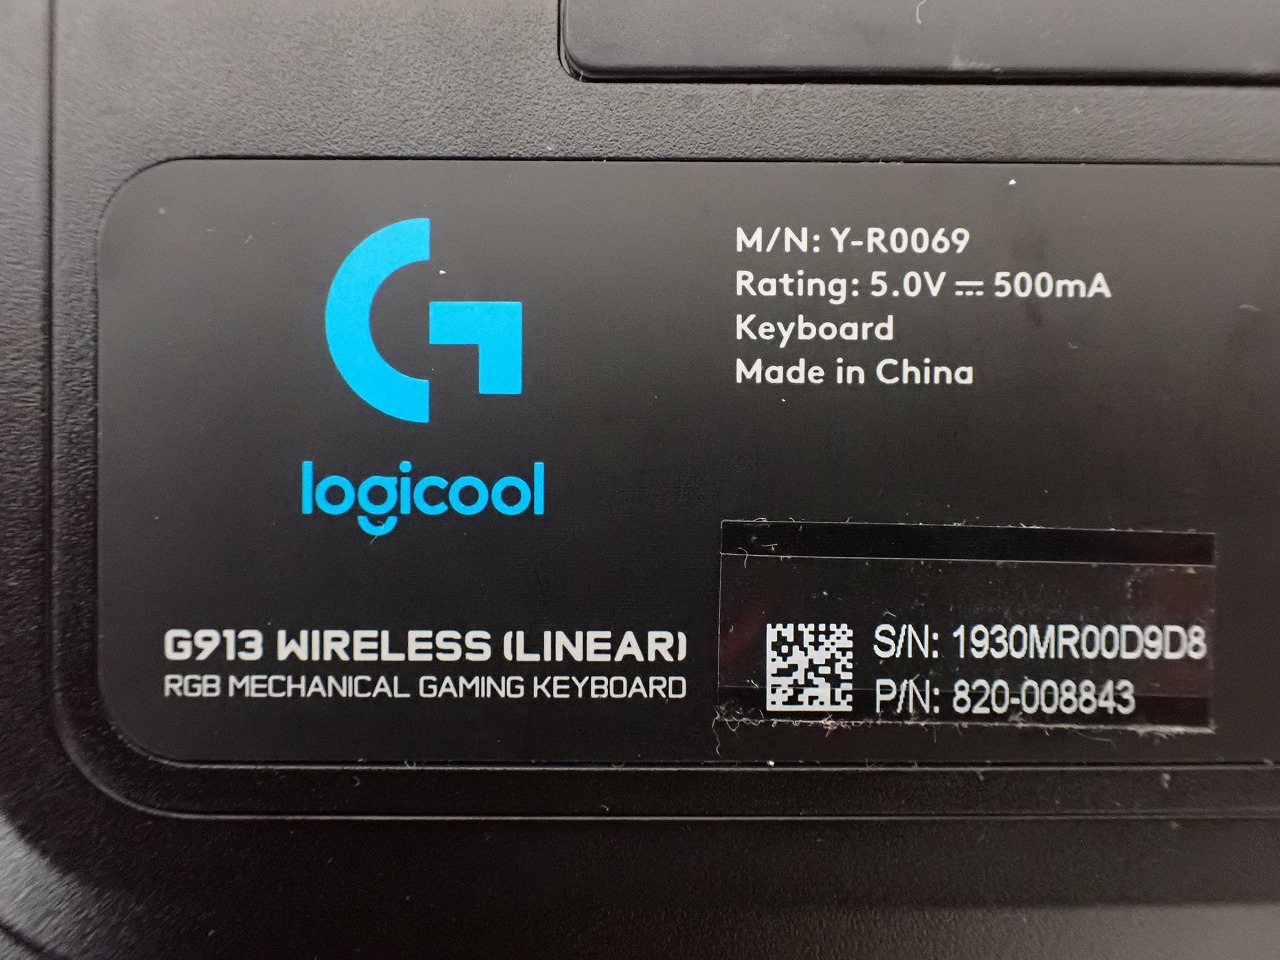 logicool
G913 WIRELESS (LINEAR)
RGB MECHANICAL GAMING KEYBOARD
M/N: Y-R0069
Rating: 5.0V ⎓ 500mA
Keyboard
Made in China
S/N: 1930MR00D9D8
P/N: 820-008843